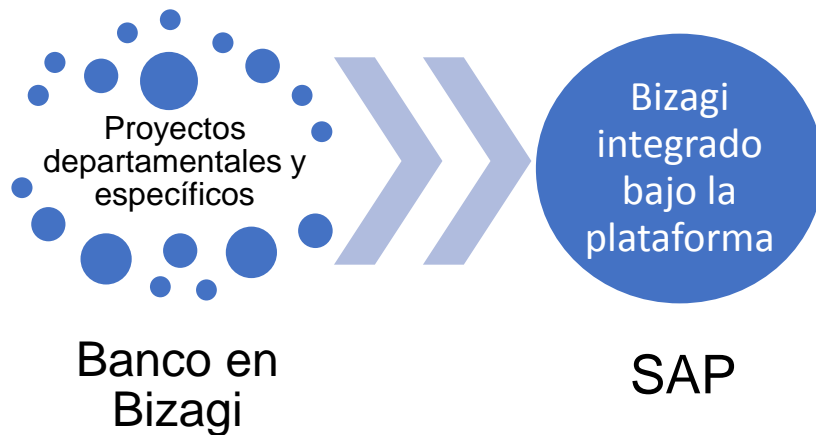 Proyectos
departamentales y
específicos
Bizagi
integrado
bajo la
plataforma
Banco en
Bizagi
SAP